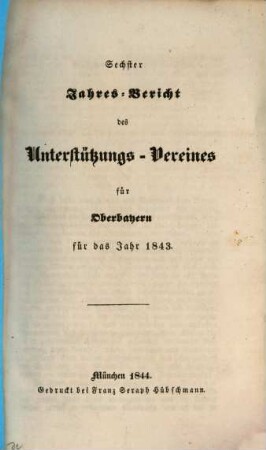 Sechster
Jahres-Bericht
des
Unterstützungs-Vereines
für
Oberbayern
für das Jahr 1843.
München 1844.
Gedruckt bei Franz Seraph Hübschmann.